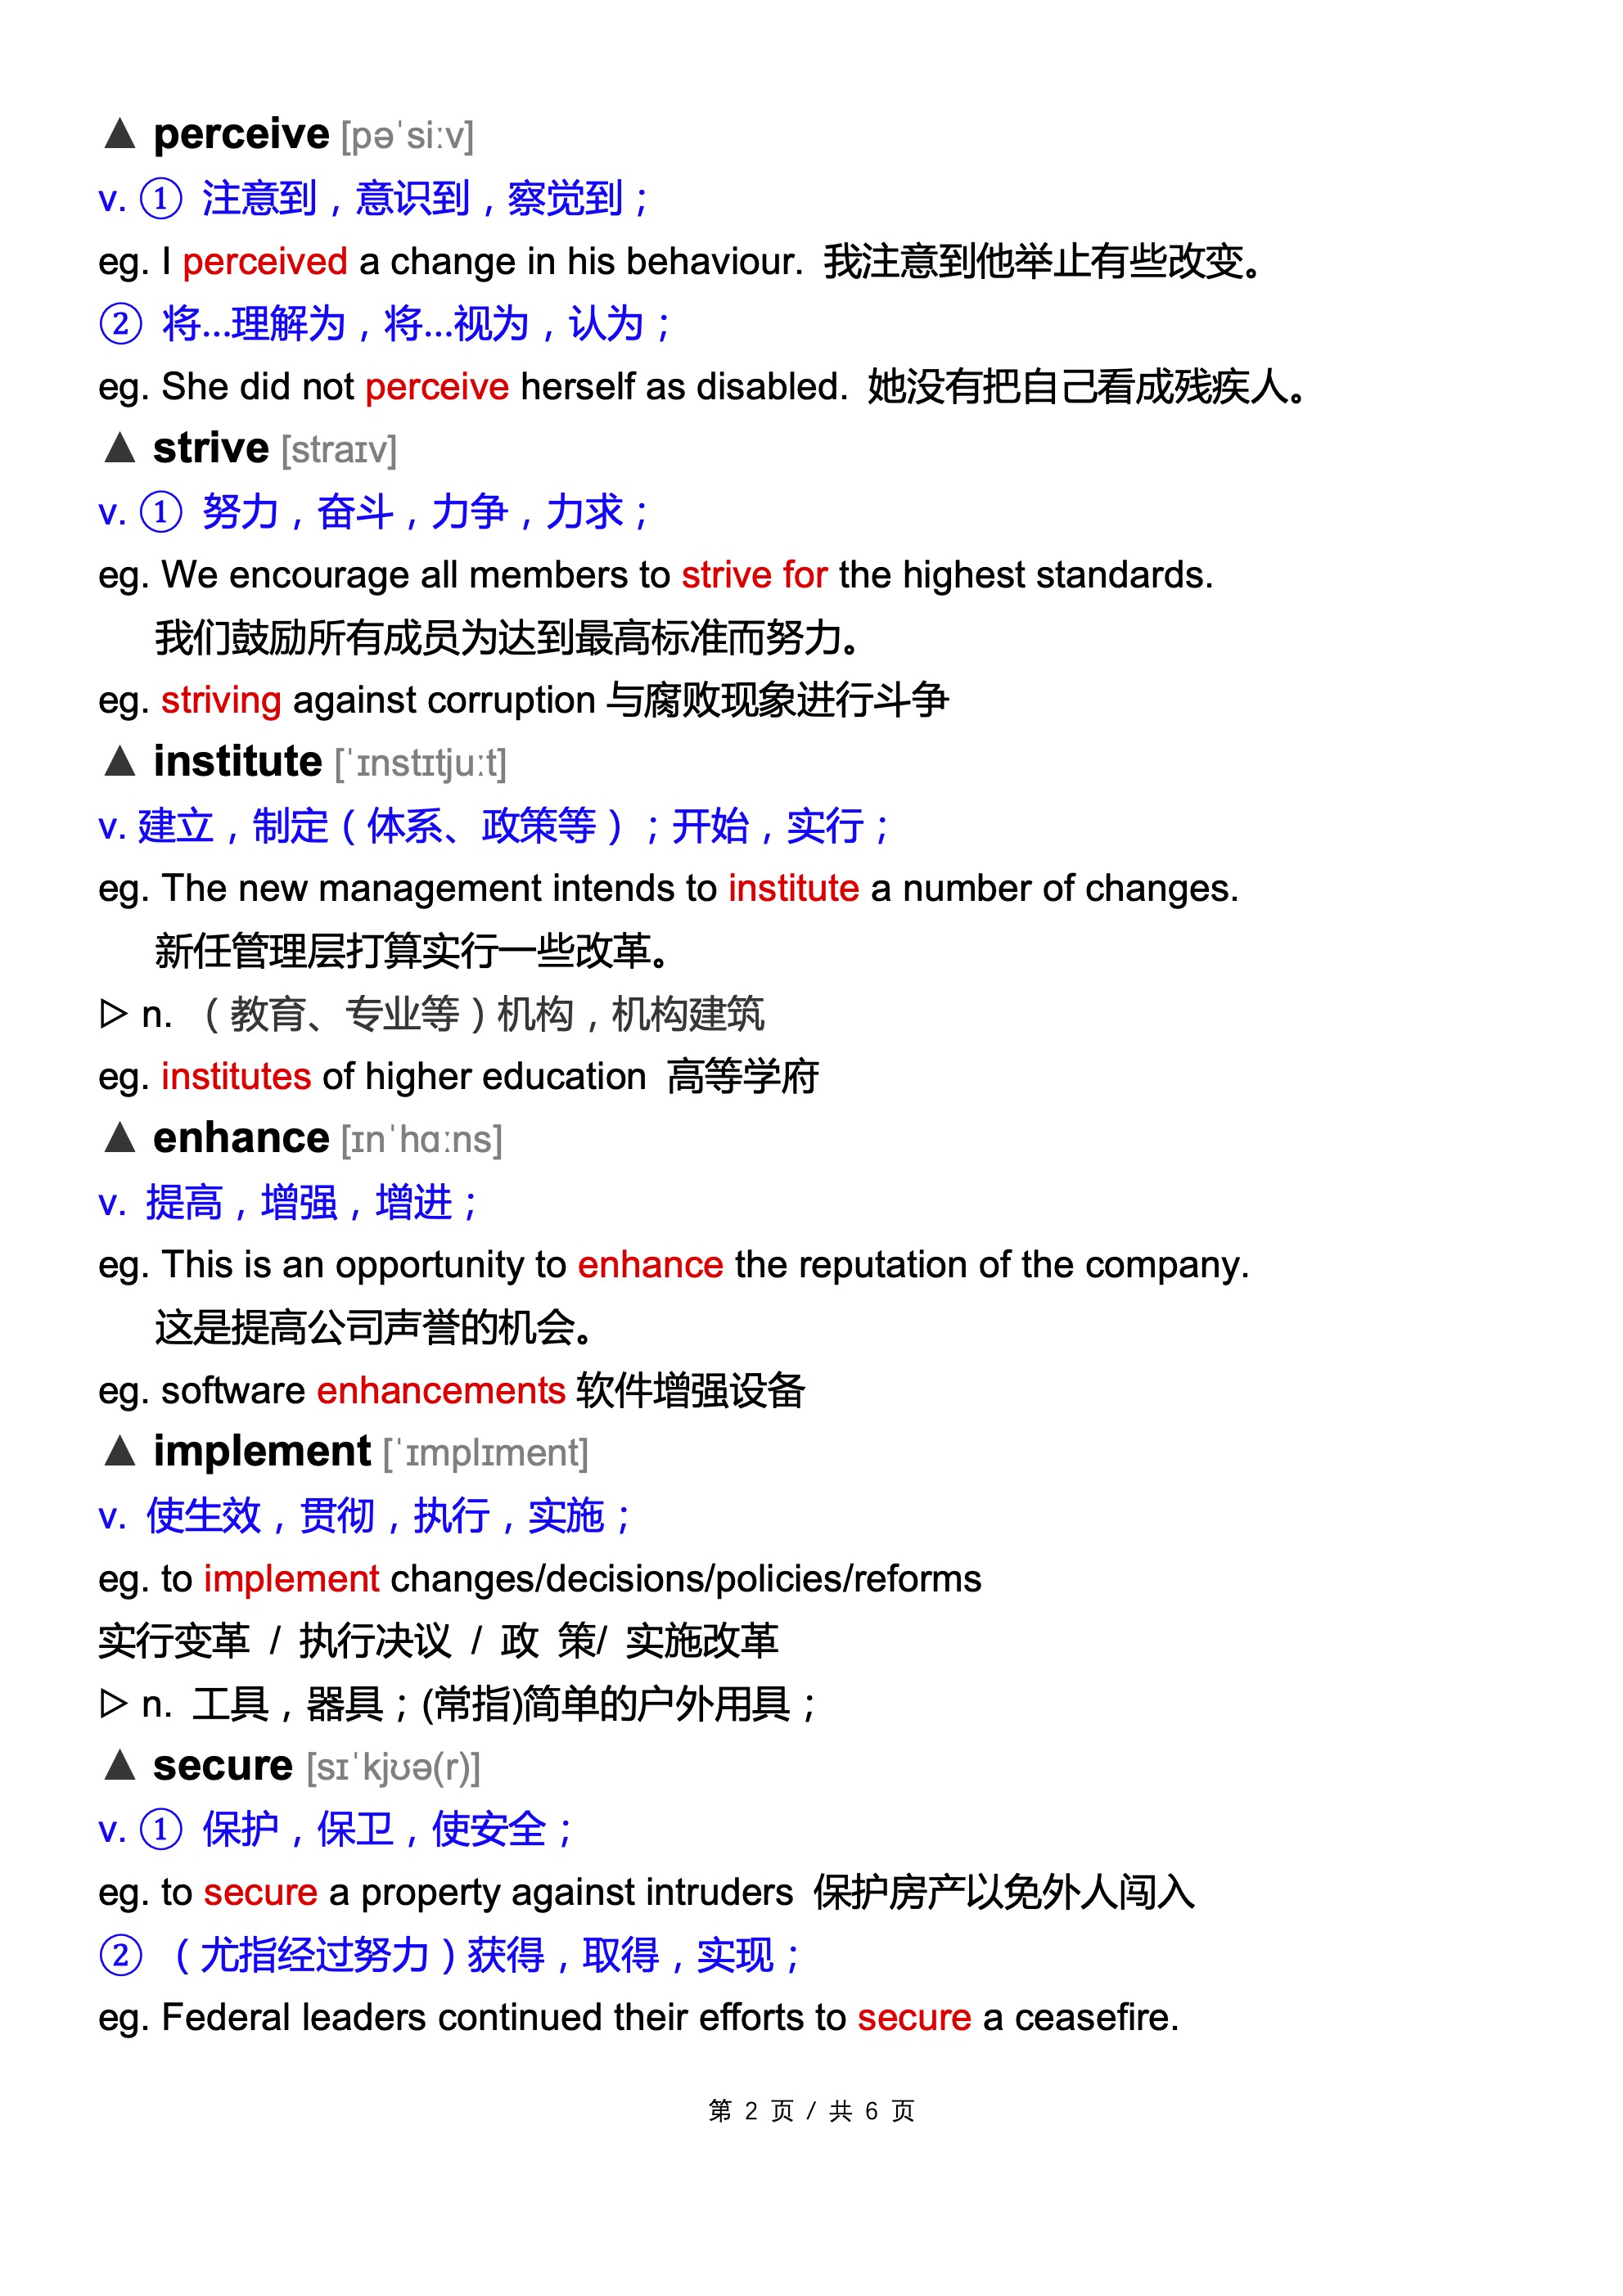 ▲ perceive [pəˈsiːv]
v. ① 注意到，意识到，察觉到；
eg. I perceived a change in his behaviour. 我注意到他举止有些改变。
② 将...理解为，将...视为，认为；
eg. She did not perceive herself as disabled. 她没有把自己看成残疾人。
▲ strive [straɪv]
v. ① 努力，奋斗，力争，力求；
eg. We encourage all members to strive for the highest standards.
我们鼓励所有成员为达到最高标准而努力。
eg. striving against corruption 与腐败现象进行斗争
▲ institute [ˈɪnstɪtjuːt]
v. 建立，制定（体系、政策等）；开始，实行；
eg. The new management intends to institute a number of changes.
新任管理层打算实行一些改革。
▷ n. （教育、专业等）机构，机构建筑
eg. institutes of higher education 高等学府
▲ enhance [ɪnˈhɑːns]
v. 提高，增强，增进；
eg. This is an opportunity to enhance the reputation of the company.
这是提高公司声誉的机会。
eg. software enhancements 软件增强设备
▲ implement [ˈɪmplɪment]
v. 使生效，贯彻，执行，实施；
eg. to implement changes/decisions/policies/reforms
实行变革 / 执行决议 / 政 策/ 实施改革
▷ n. 工具，器具；(常指)简单的户外用具；
▲ secure [sɪˈkjʊə(r)]
v. ① 保护，保卫，使安全；
eg. to secure a property against intruders 保护房产以免外人闯入
② （尤指经过努力）获得，取得，实现；
eg. Federal leaders continued their efforts to secure a ceasefire.
第 2 页 / 共 6 页